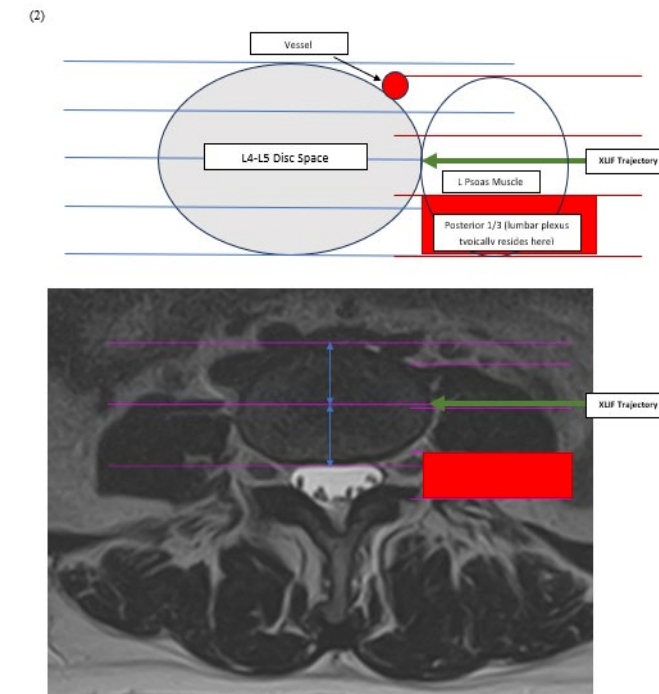 (2)
Vessel
L4-L5 Disc Space
XLIF Trajectory
L Psoas Muscle
Posterior 1/3 (lumbar plexus
typically resides here)
XLIF Trajectory